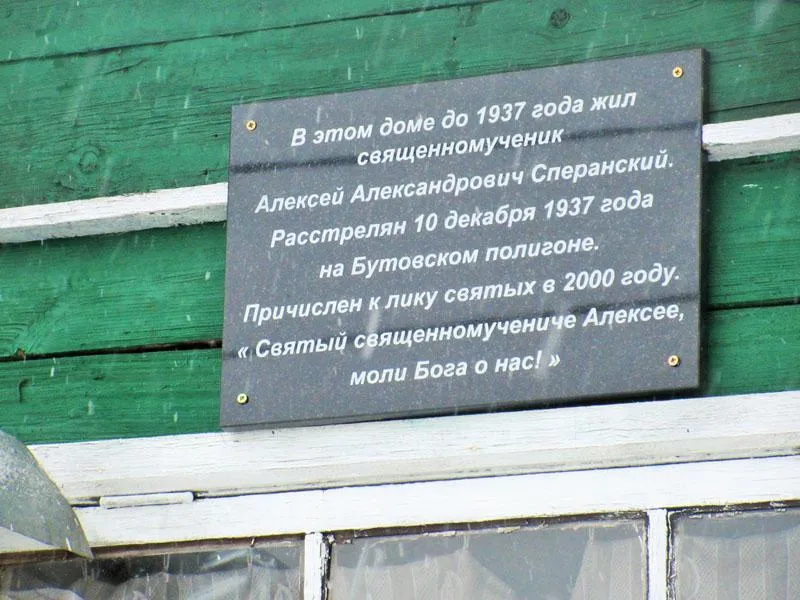 В этом доме до 1937 года жил
священномученик
Алексей Александрович Сперанский.
Расстрелян 10 декабря 1937 года
на Бутовском полигоне.
Причислен к лику святых в 2000 году.
« Святый священномучениче Алексее,
моли Бога о нас! »